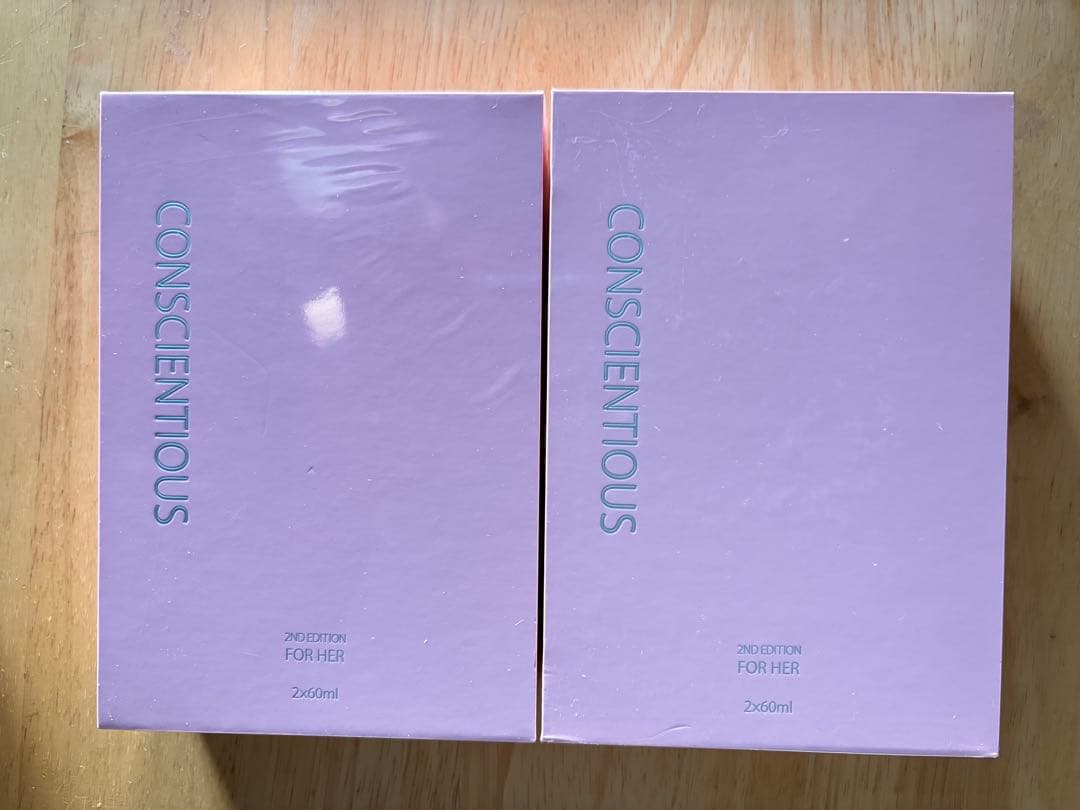 CONSCIENTIOUS
2ND EDITION
FOR HER
2x60ml
CONSCIENTIOUS
2ND EDITION
FOR HER
2x60ml